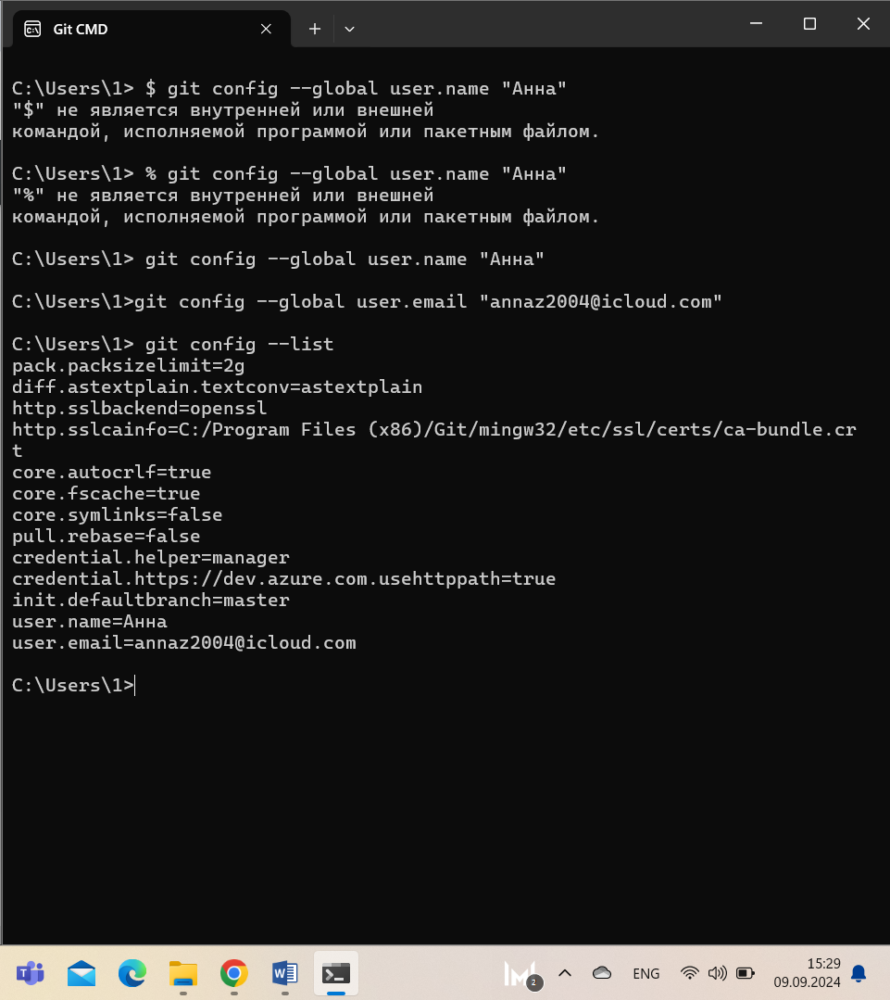 Git CMD
C:\Users\1> $ git config --global user.name "Анна"
"$" не является внутренней или внешней
командой, исполняемой программой или пакетным файлом.
C:\Users\1> % git config --global user.name "Анна"
"%" не является внутренней или внешней
командой, исполняемой программой или пакетным файлом.
C:\Users\1> git config --global user.name "Анна"
C:\Users\1>git config --global user.email "annaz2004@icloud.com"
C:\Users\1> git config --list
pack.packsizelimit=2g
diff.astextplain.textconv=astextplain
http.sslbackend=openssl
http.sslcainfo=C:/Program Files (x86)/Git/mingw32/etc/ssl/certs/ca-bundle.cr
t
core.autocrlf=true
core.fscache=true
core.symlinks=false
pull.rebase=false
credential.helper=manager
credential.https://dev.azure.com.usehttppath=true
init.defaultbranch=master
user.name=Анна
user.email=annaz2004@icloud.com
C:\Users\1>
ENG
15:29
09.09.2024